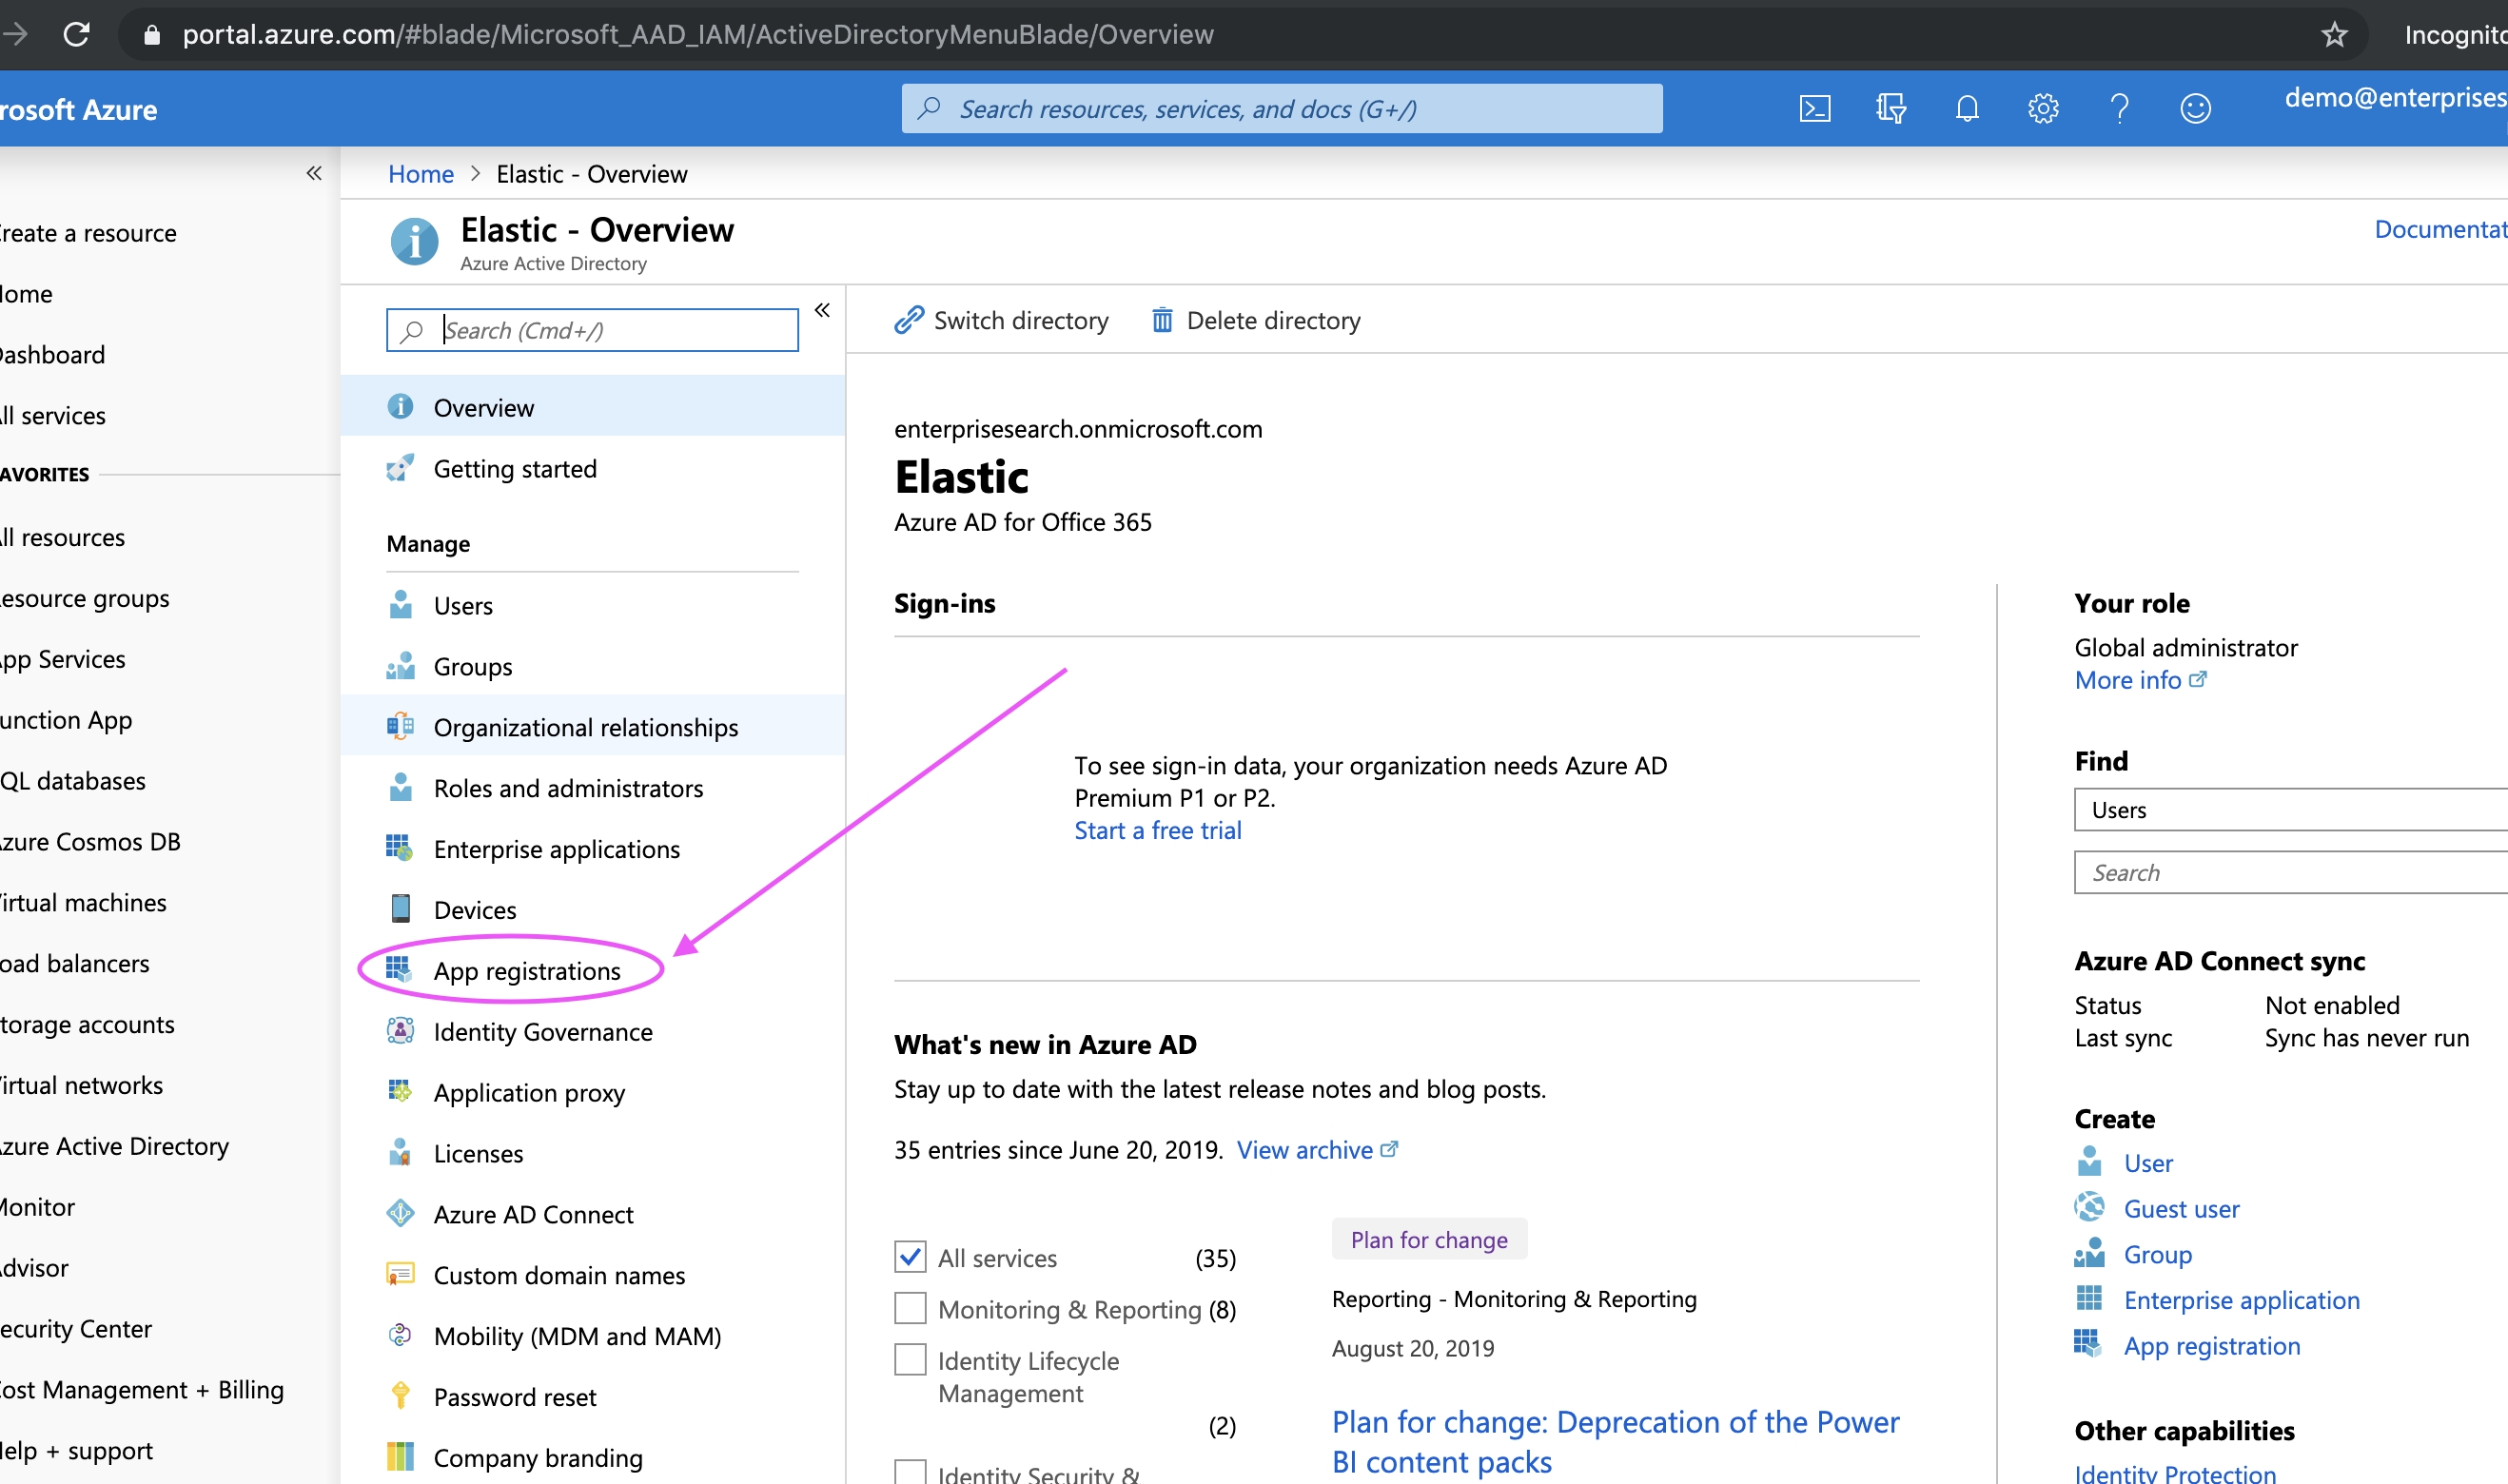 portal.azure.com/#blade/Microsoft_AAD_IAM/ActiveDirectoryMenuBlade/Overview
Incognito
rosoft Azure
Search resources, services, and docs (G+/)
demo@enterprises
Home > Elastic - Overview
Elastic - Overview
Azure Active Directory
Documentat
reate a resource
ome
ashboard
ll services
AVORITES
ll resources
esource groups
pp Services
unction App
QL databases
zure Cosmos DB
irtual machines
oad balancers
torage accounts
irtual networks
zure Active Directory
Monitor
dvisor
ecurity Center
ost Management + Billing
elp + support
Search (Cmd+/)
Overview
Getting started
Manage
Users
Groups
Organizational relationships
Roles and administrators
Enterprise applications
Devices
App registrations
Identity Governance
Application proxy
Licenses
Azure AD Connect
Custom domain names
Mobility (MDM and MAM)
Password reset
Company branding
Switch directory
Delete directory
enterprisesearch.onmicrosoft.com
Elastic
Azure AD for Office 365
Sign-ins
To see sign-in data, your organization needs Azure AD
Premium P1 or P2.
Start a free trial
What's new in Azure AD
Stay up to date with the latest release notes and blog posts.
35 entries since June 20, 2019. View archive
All services (35)
Monitoring & Reporting (8)
Identity Lifecycle
Management
(2)
Identity Security &
Plan for change
Reporting - Monitoring & Reporting
August 20, 2019
Plan for change: Deprecation of the Power
BI content packs
Your role
Global administrator
More info
Find
Users
Search
Azure AD Connect sync
Status Not enabled
Last sync Sync has never run
Create
User
Guest user
Group
Enterprise application
App registration
Other capabilities
Identity Protection